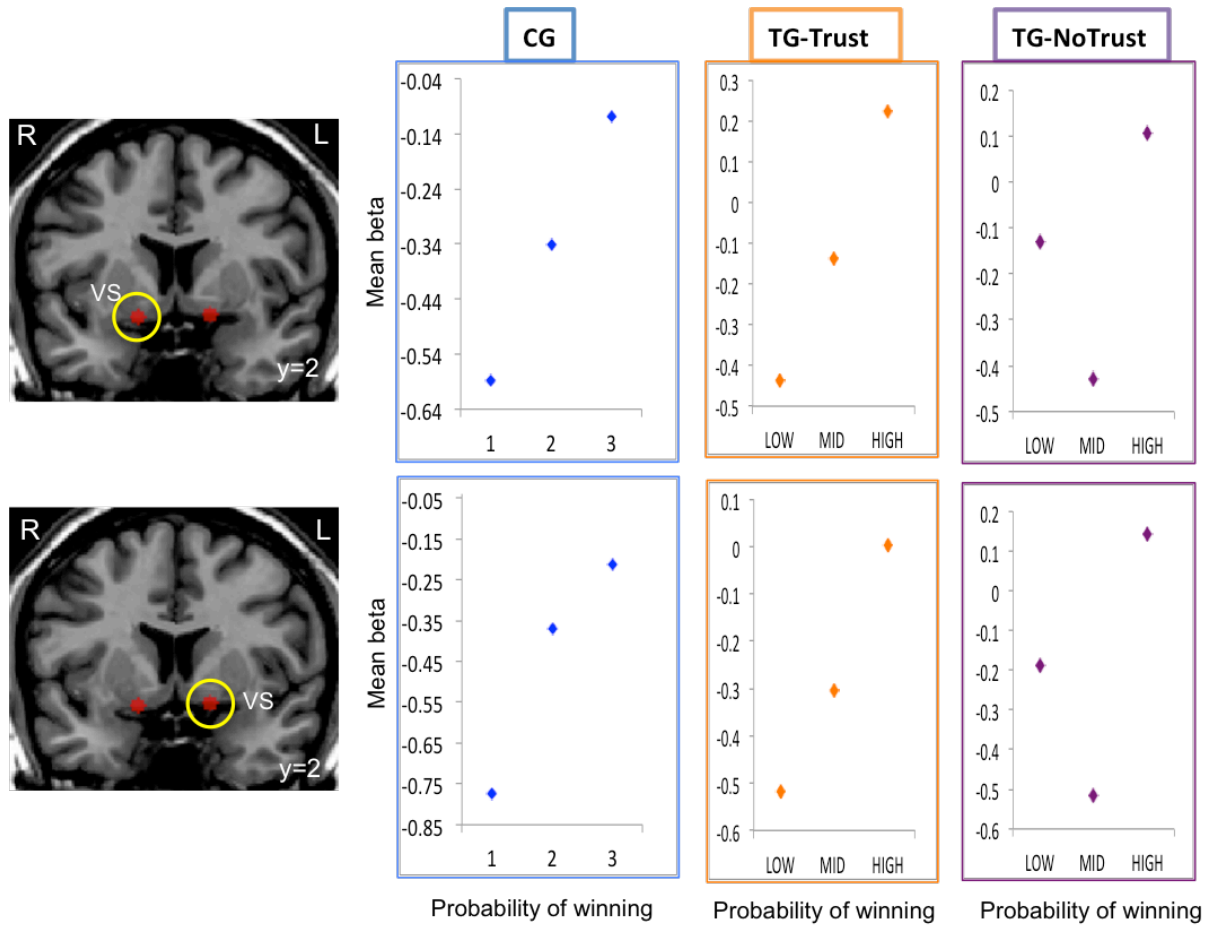 CG
TG-Trust
TG-NoTrust
R
L
VS
y=2
Mean beta
-0.04
-0.14
-0.24
-0.34
-0.44
-0.54
-0.64
1 2 3
0.3
0.2
0.1
0
-0.1
-0.2
-0.3
-0.4
-0.5
LOW MID HIGH
0.2
0.1
0
-0.1
-0.2
-0.3
-0.4
-0.5
LOW MID HIGH
R
L
VS
y=2
Mean beta
-0.05
-0.15
-0.25
-0.35
-0.45
-0.55
-0.65
-0.75
-0.85
1 2 3
0.1
0
-0.1
-0.2
-0.3
-0.4
-0.5
-0.6
LOW MID HIGH
0.2
0.1
0
-0.1
-0.2
-0.3
-0.4
-0.5
-0.6
LOW MID HIGH
Probability of winning
Probability of winning
Probability of winning